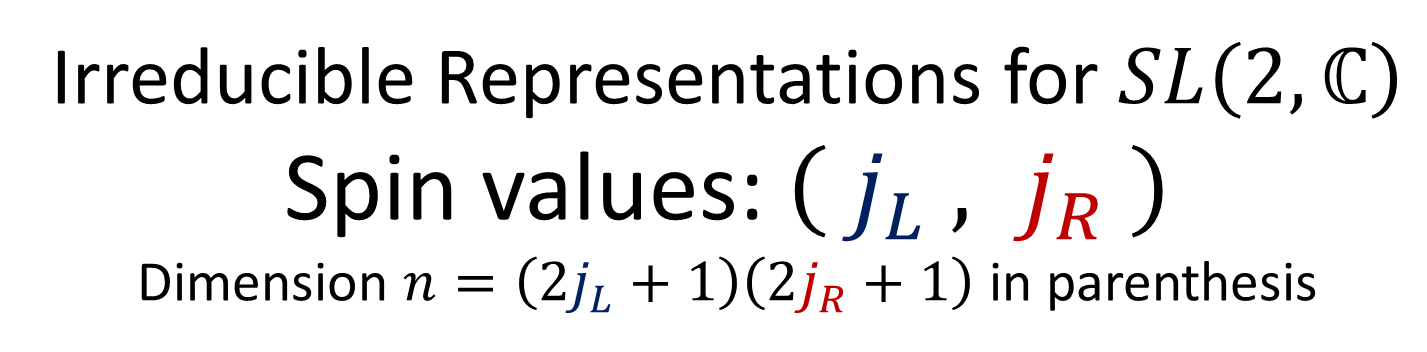 Irreducible Representations for SL(2, ℂ)
Spin values: ( j_L , j_R )
Dimension n = (2j_L + 1)(2j_R + 1) in parenthesis